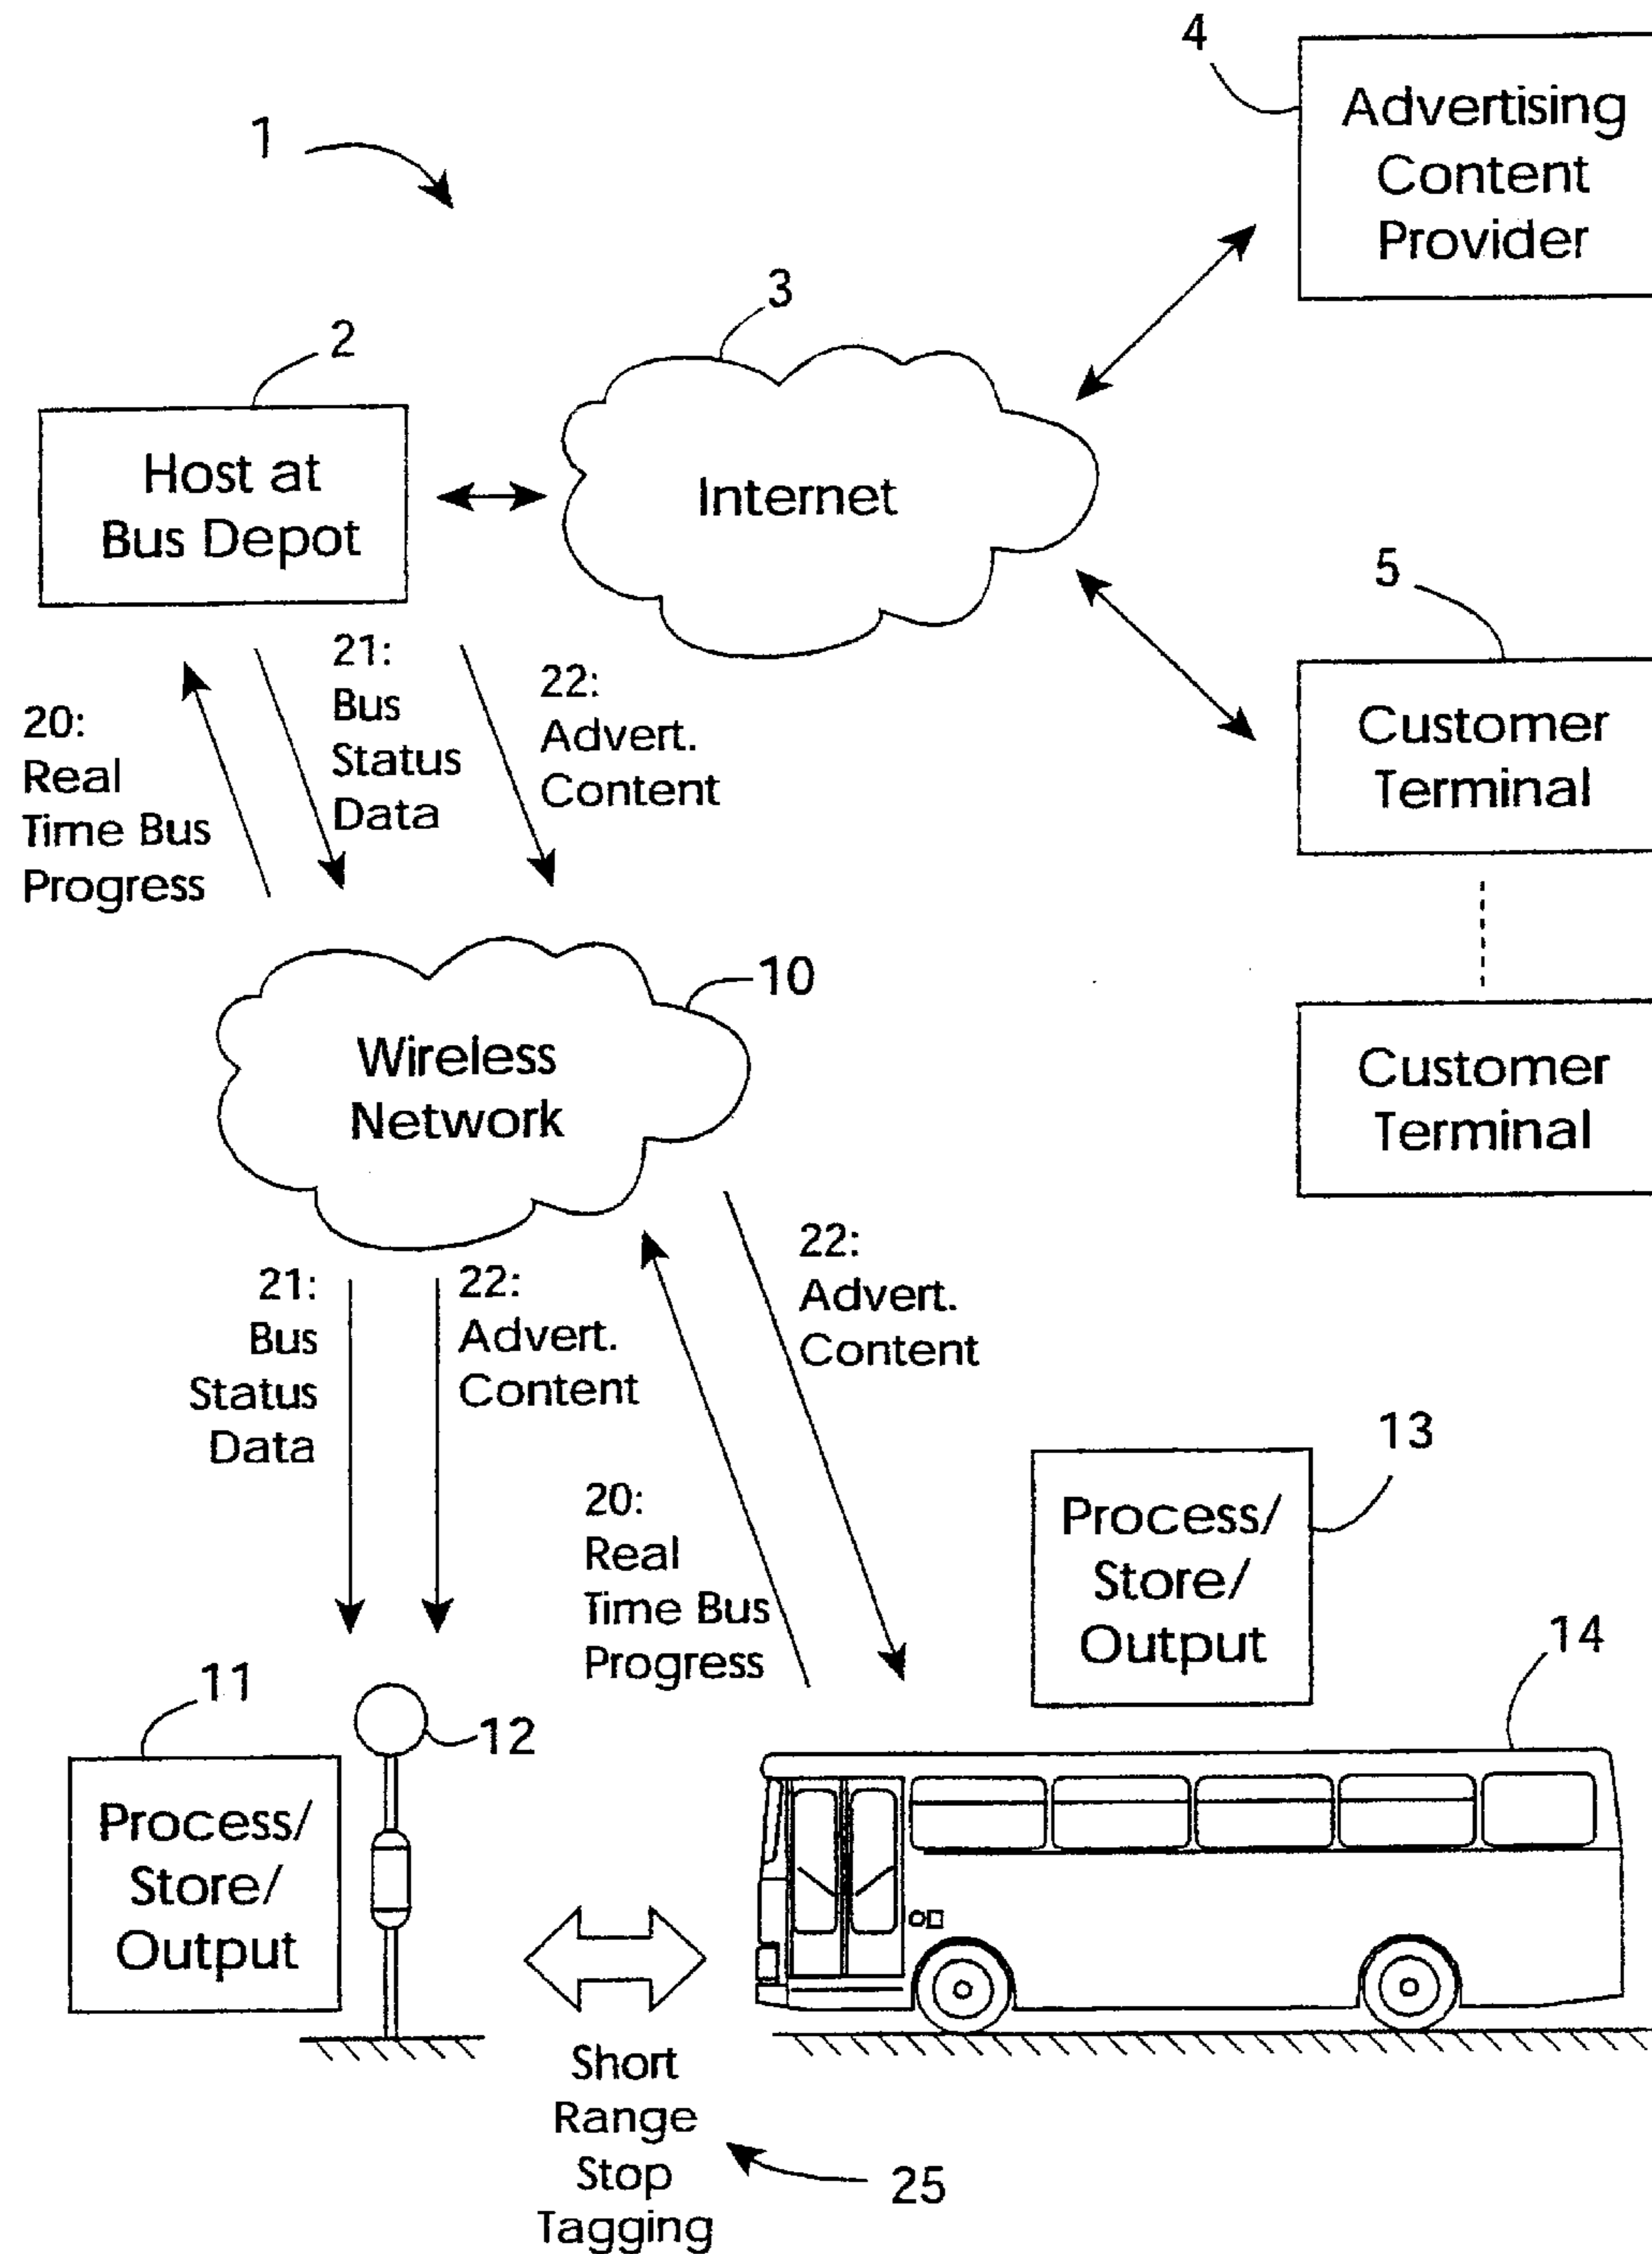 4
Advertising
Content
Provider
1
3
2
Host at
Bus Depot
Internet
5
Customer
Terminal
20:
Real
Time Bus
Progress
21:
Bus
Status
Data
22:
Advert.
Content
10
Wireless
Network
Customer
Terminal
21:
Bus
Status
Data
22:
Advert.
Content
22:
Advert.
Content
20:
Real
Time Bus
Progress
13
Process/
Store/
Output
14
11
12
Process/
Store/
Output
Short
Range
Stop
Tagging
25